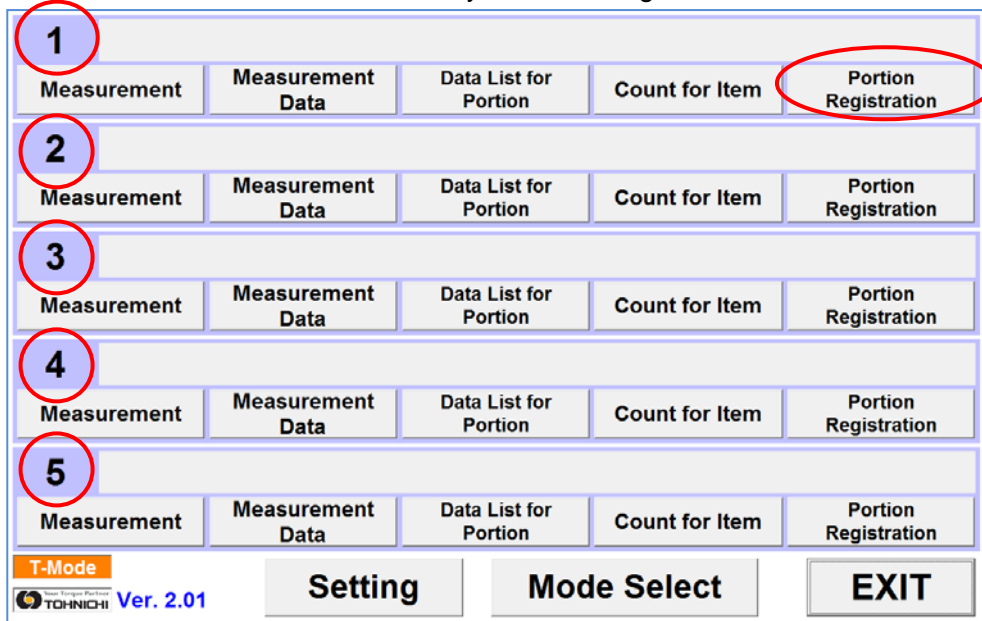 1
Measurement
Measurement
Data
Data List for
Portion
Count for Item
Portion
Registration
2
Measurement
Measurement
Data
Data List for
Portion
Count for Item
Portion
Registration
3
Measurement
Measurement
Data
Data List for
Portion
Count for Item
Portion
Registration
4
Measurement
Measurement
Data
Data List for
Portion
Count for Item
Portion
Registration
5
Measurement
Measurement
Data
Data List for
Portion
Count for Item
Portion
Registration
T-Mode
Your Torque Partner
TOHNICHI
Ver. 2.01
Setting
Mode Select
EXIT